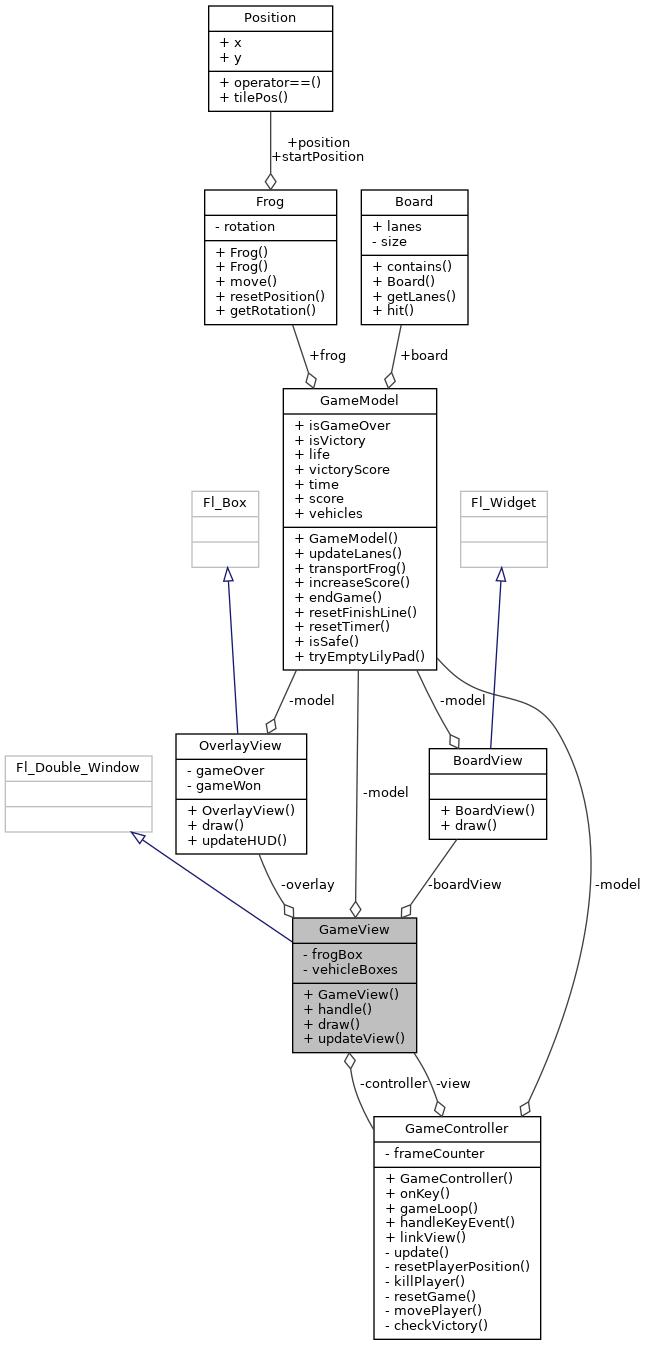 Position
+ x
+ y
+ operator==()
+ tilePos()
+position
+startPosition
Frog
- rotation
+ Frog()
+ Frog()
+ move()
+ resetPosition()
+ getRotation()
Board
+ lanes
- size
+ contains()
+ Board()
+ getLanes()
+ hit()
+frog
+board
GameModel
+ isGameOver
+ isVictory
+ life
+ victoryScore
+ time
+ score
+ vehicles
+ GameModel()
+ updateLanes()
+ transportFrog()
+ increaseScore()
+ endGame()
+ resetFinishLine()
+ resetTimer()
+ isSafe()
+ tryEmptyLilyPad()
Fl_Box
Fl_Widget
-model
-model
OverlayView
- gameOver
- gameWon
+ OverlayView()
+ draw()
+ updateHUD()
BoardView
+ BoardView()
+ draw()
Fl_Double_Window
-model
-overlay
-boardView
-model
GameView
- frogBox
- vehicleBoxes
+ GameView()
+ handle()
+ draw()
+ updateView()
-controller
-view
GameController
- frameCounter
+ GameController()
+ onKey()
+ gameLoop()
+ handleKeyEvent()
+ linkView()
- update()
- resetPlayerPosition()
- killPlayer()
- resetGame()
- movePlayer()
- checkVictory()